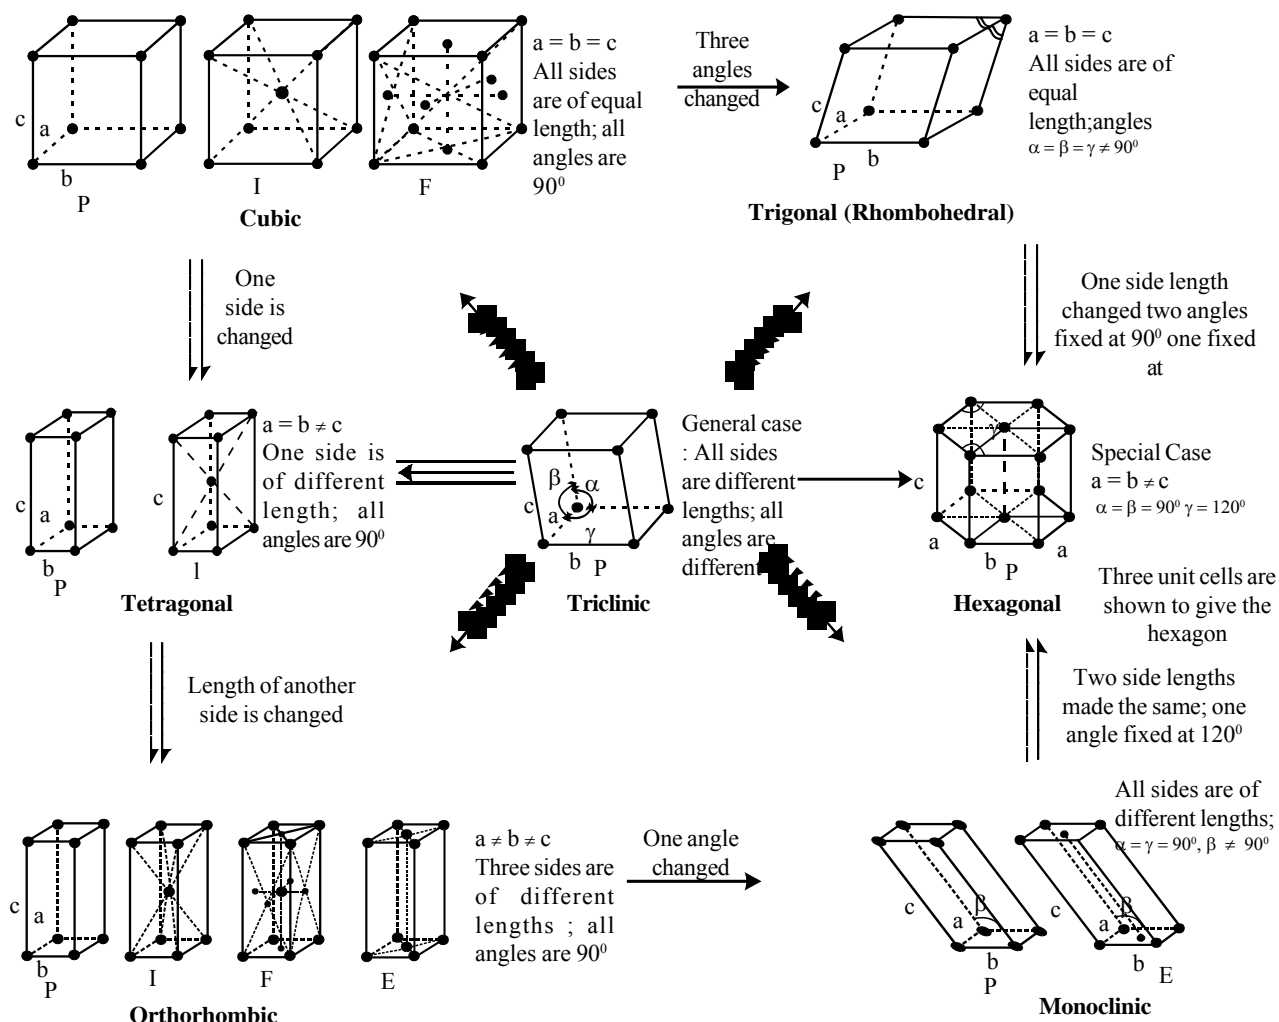 a = b = c
All sides
are of equal
length; all
angles are
90⁰
c
a
b
P
I
F
Cubic
Three
angles
changed
a = b = c
All sides are of
equal
length;angles
α = β = γ ≠ 90⁰
c
a
b
P
Trigonal (Rhombohedral)
One
side is
changed
One side length
changed two angles
fixed at 90⁰ one fixed
at
a = b ≠ c
One side is
of different
length; all
angles are 90⁰
c
a
b
P
c
l
Tetragonal
β
α
c
a
γ
b
P
Triclinic
General case
: All sides
are different
lengths; all
angles are
different
γ
c
a
b
a
P
Hexagonal
Special Case
a = b ≠ c
α = β = 90⁰ γ = 120⁰
Three unit cells are
shown to give the
hexagon
Length of another
side is changed
Two side lengths
made the same; one
angle fixed at 120⁰
c
a
b
P
I
F
E
Orthorhombic
a ≠ b ≠ c
Three sides are
of different
lengths ; all
angles are 90⁰
One angle
changed
All sides are of
different lengths;
α = γ = 90⁰, β ≠ 90⁰
c
a
β
b
P
c
a
β
b
E
Monoclinic